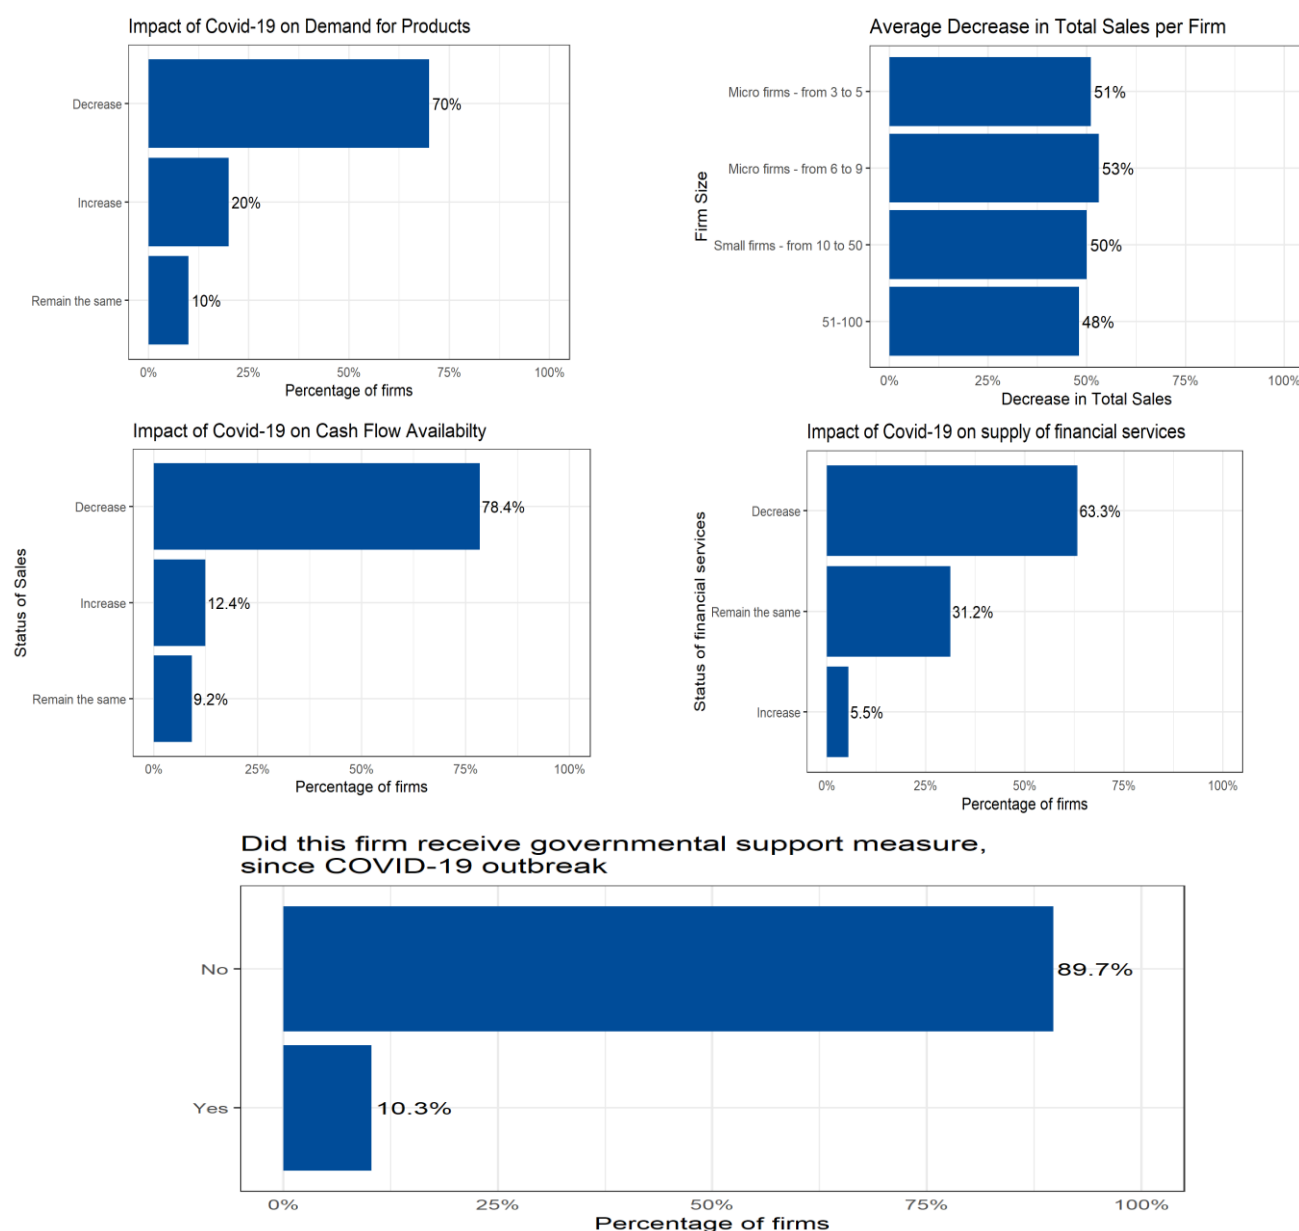 Impact of Covid-19 on Demand for Products
Decrease
70%
Increase
20%
Remain the same
10%
0% 25% 50% 75% 100%
Percentage of firms
Average Decrease in Total Sales per Firm
Firm Size
Micro firms - from 3 to 5
51%
Micro firms - from 6 to 9
53%
Small firms - from 10 to 50
50%
51-100
48%
0% 25% 50% 75% 100%
Decrease in Total Sales
Impact of Covid-19 on Cash Flow Availabilty
Status of Sales
Decrease
78.4%
Increase
12.4%
Remain the same
9.2%
0% 25% 50% 75% 100%
Percentage of firms
Impact of Covid-19 on supply of financial services
Status of financial services
Decrease
63.3%
Remain the same
31.2%
Increase
5.5%
0% 25% 50% 75% 100%
Percentage of firms
Did this firm receive governmental support measure,
since COVID-19 outbreak
No
89.7%
Yes
10.3%
0% 25% 50% 75% 100%
Percentage of firms